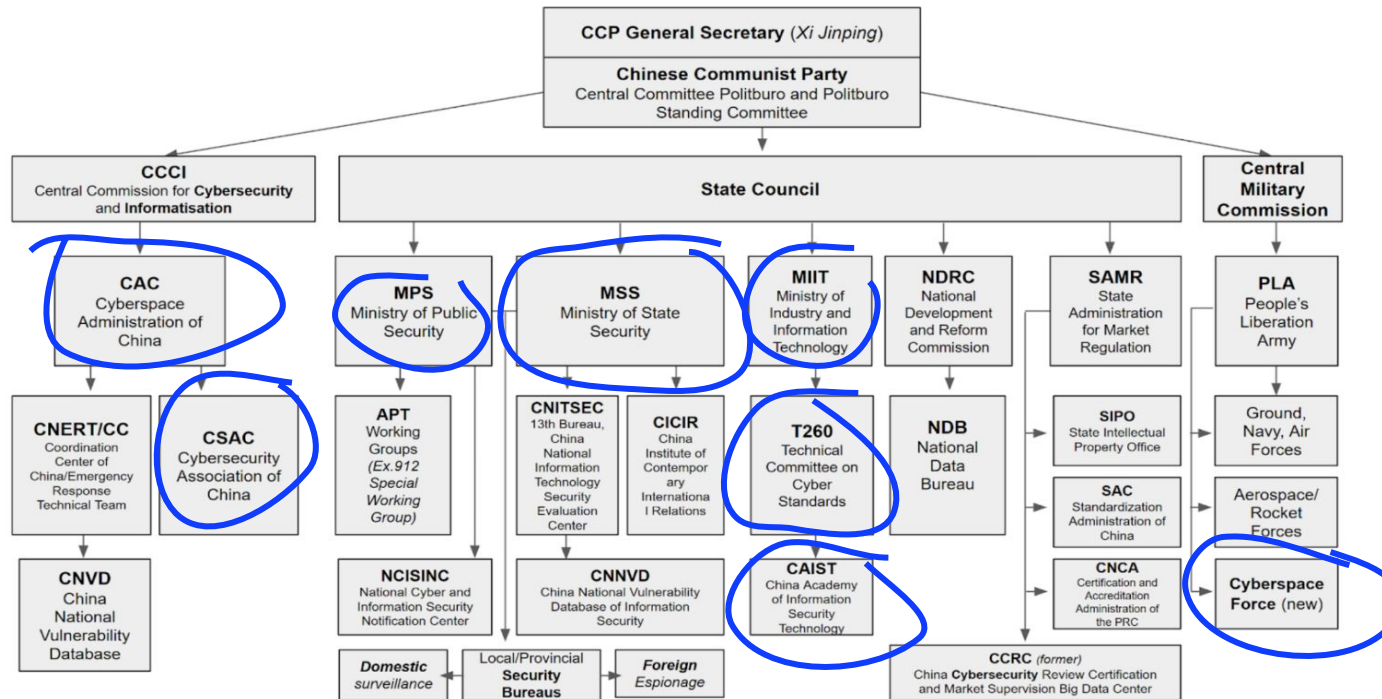 CCP General Secretary (Xi Jinping)
Chinese Communist Party
Central Committee Politburo and Politburo
Standing Committee
CCCI
Central Commission for Cybersecurity
and Informatisation
State Council
Central
Military
Commission
CAC
Cyberspace
Administration of
China
MPS
Ministry of Public
Security
MSS
Ministry of State
Security
MIIT
Ministry of
Industry and
Information
Technology
NDRC
National
Development
and Reform
Commission
SAMR
State
Administration
for Market
Regulation
PLA
People's
Liberation
Army
CNERT/CC
Coordination
Center of
China/Emergency
Response
Technical Team
CSAC
Cybersecurity
Association of
China
APT
Working
Groups
(Ex.912
Special
Working
Group)
CNITSEC
13th Bureau,
China
National
Information
Technology
Security
Evaluation
Center
CICIR
China
Institute of
Contempor
ary
Internationa
l Relations
T260
Technical
Committee on
Cyber
Standards
NDB
National
Data
Bureau
SIPO
State Intellectual
Property Office
SAC
Standardization
Administration of
China
CNCA
Certification and
Accreditation
Administration of
the PRC
Ground,
Navy, Air
Forces
Aerospace/
Rocket
Forces
Cyberspace
Force (new)
CNVD
China
National
Vulnerability
Database
NCISINC
National Cyber and
Information Security
Notification Center
CNNVD
China National Vulnerability
Database of Information
Security
CAIST
China Academy
of Information
Security
Technology
Domestic
surveillance
Local/Provincial
Security
Bureaus
Foreign
Espionage
CCRC (former)
China Cybersecurity Review Certification
and Market Supervision Big Data Center